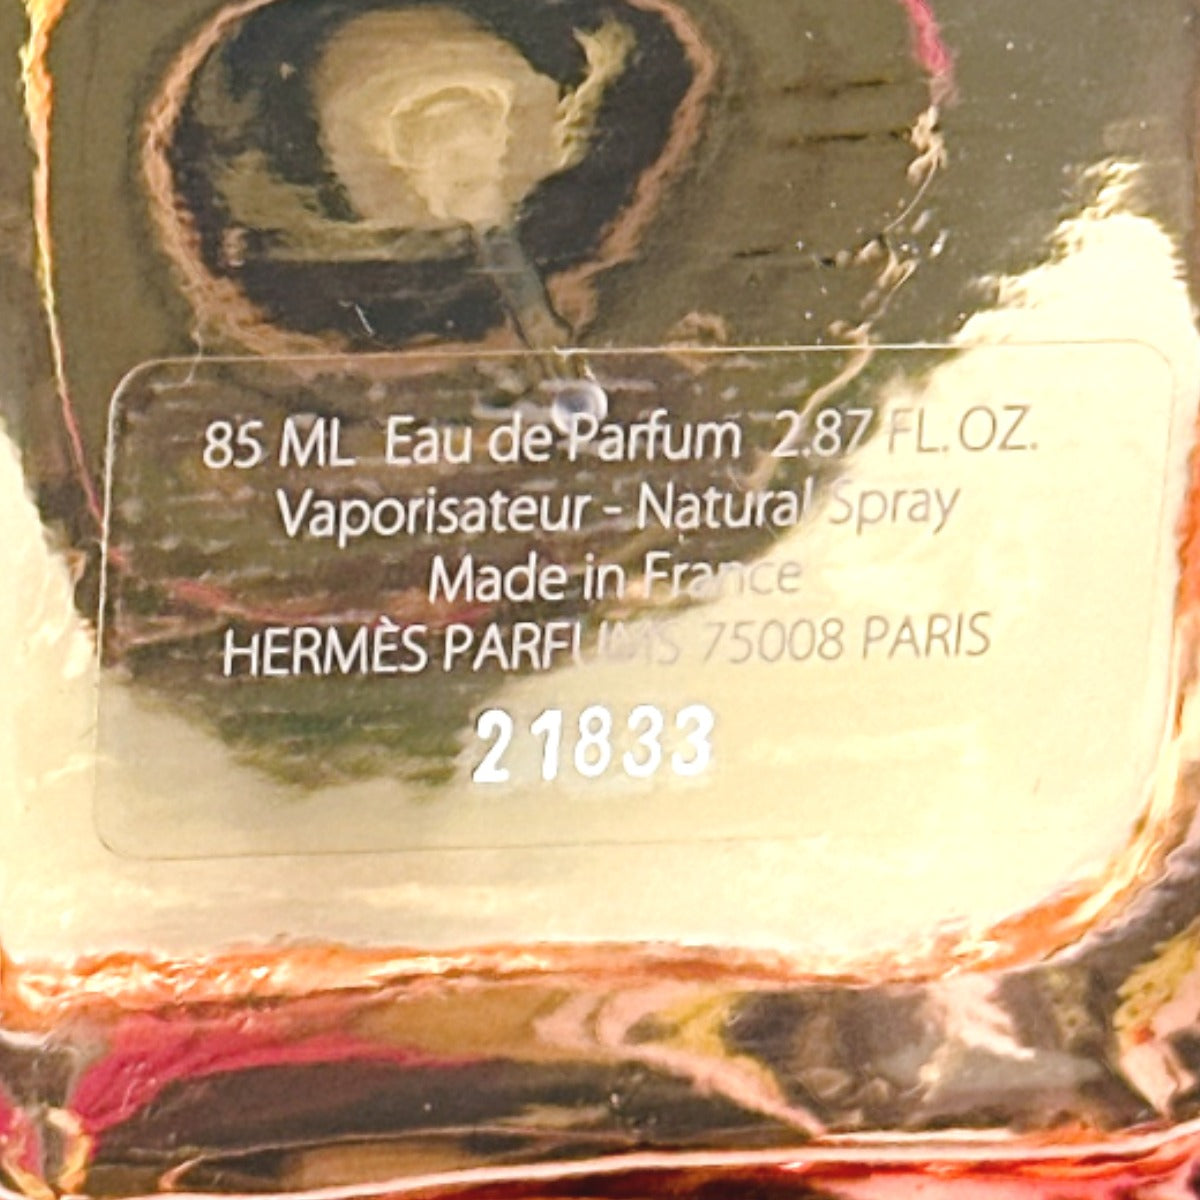 85 ML Eau de Parfum 2.87 FL.OZ.
Vaporisateur - Natural Spray
Made in France
HERMÈS PARFUMS 75008 PARIS
21833